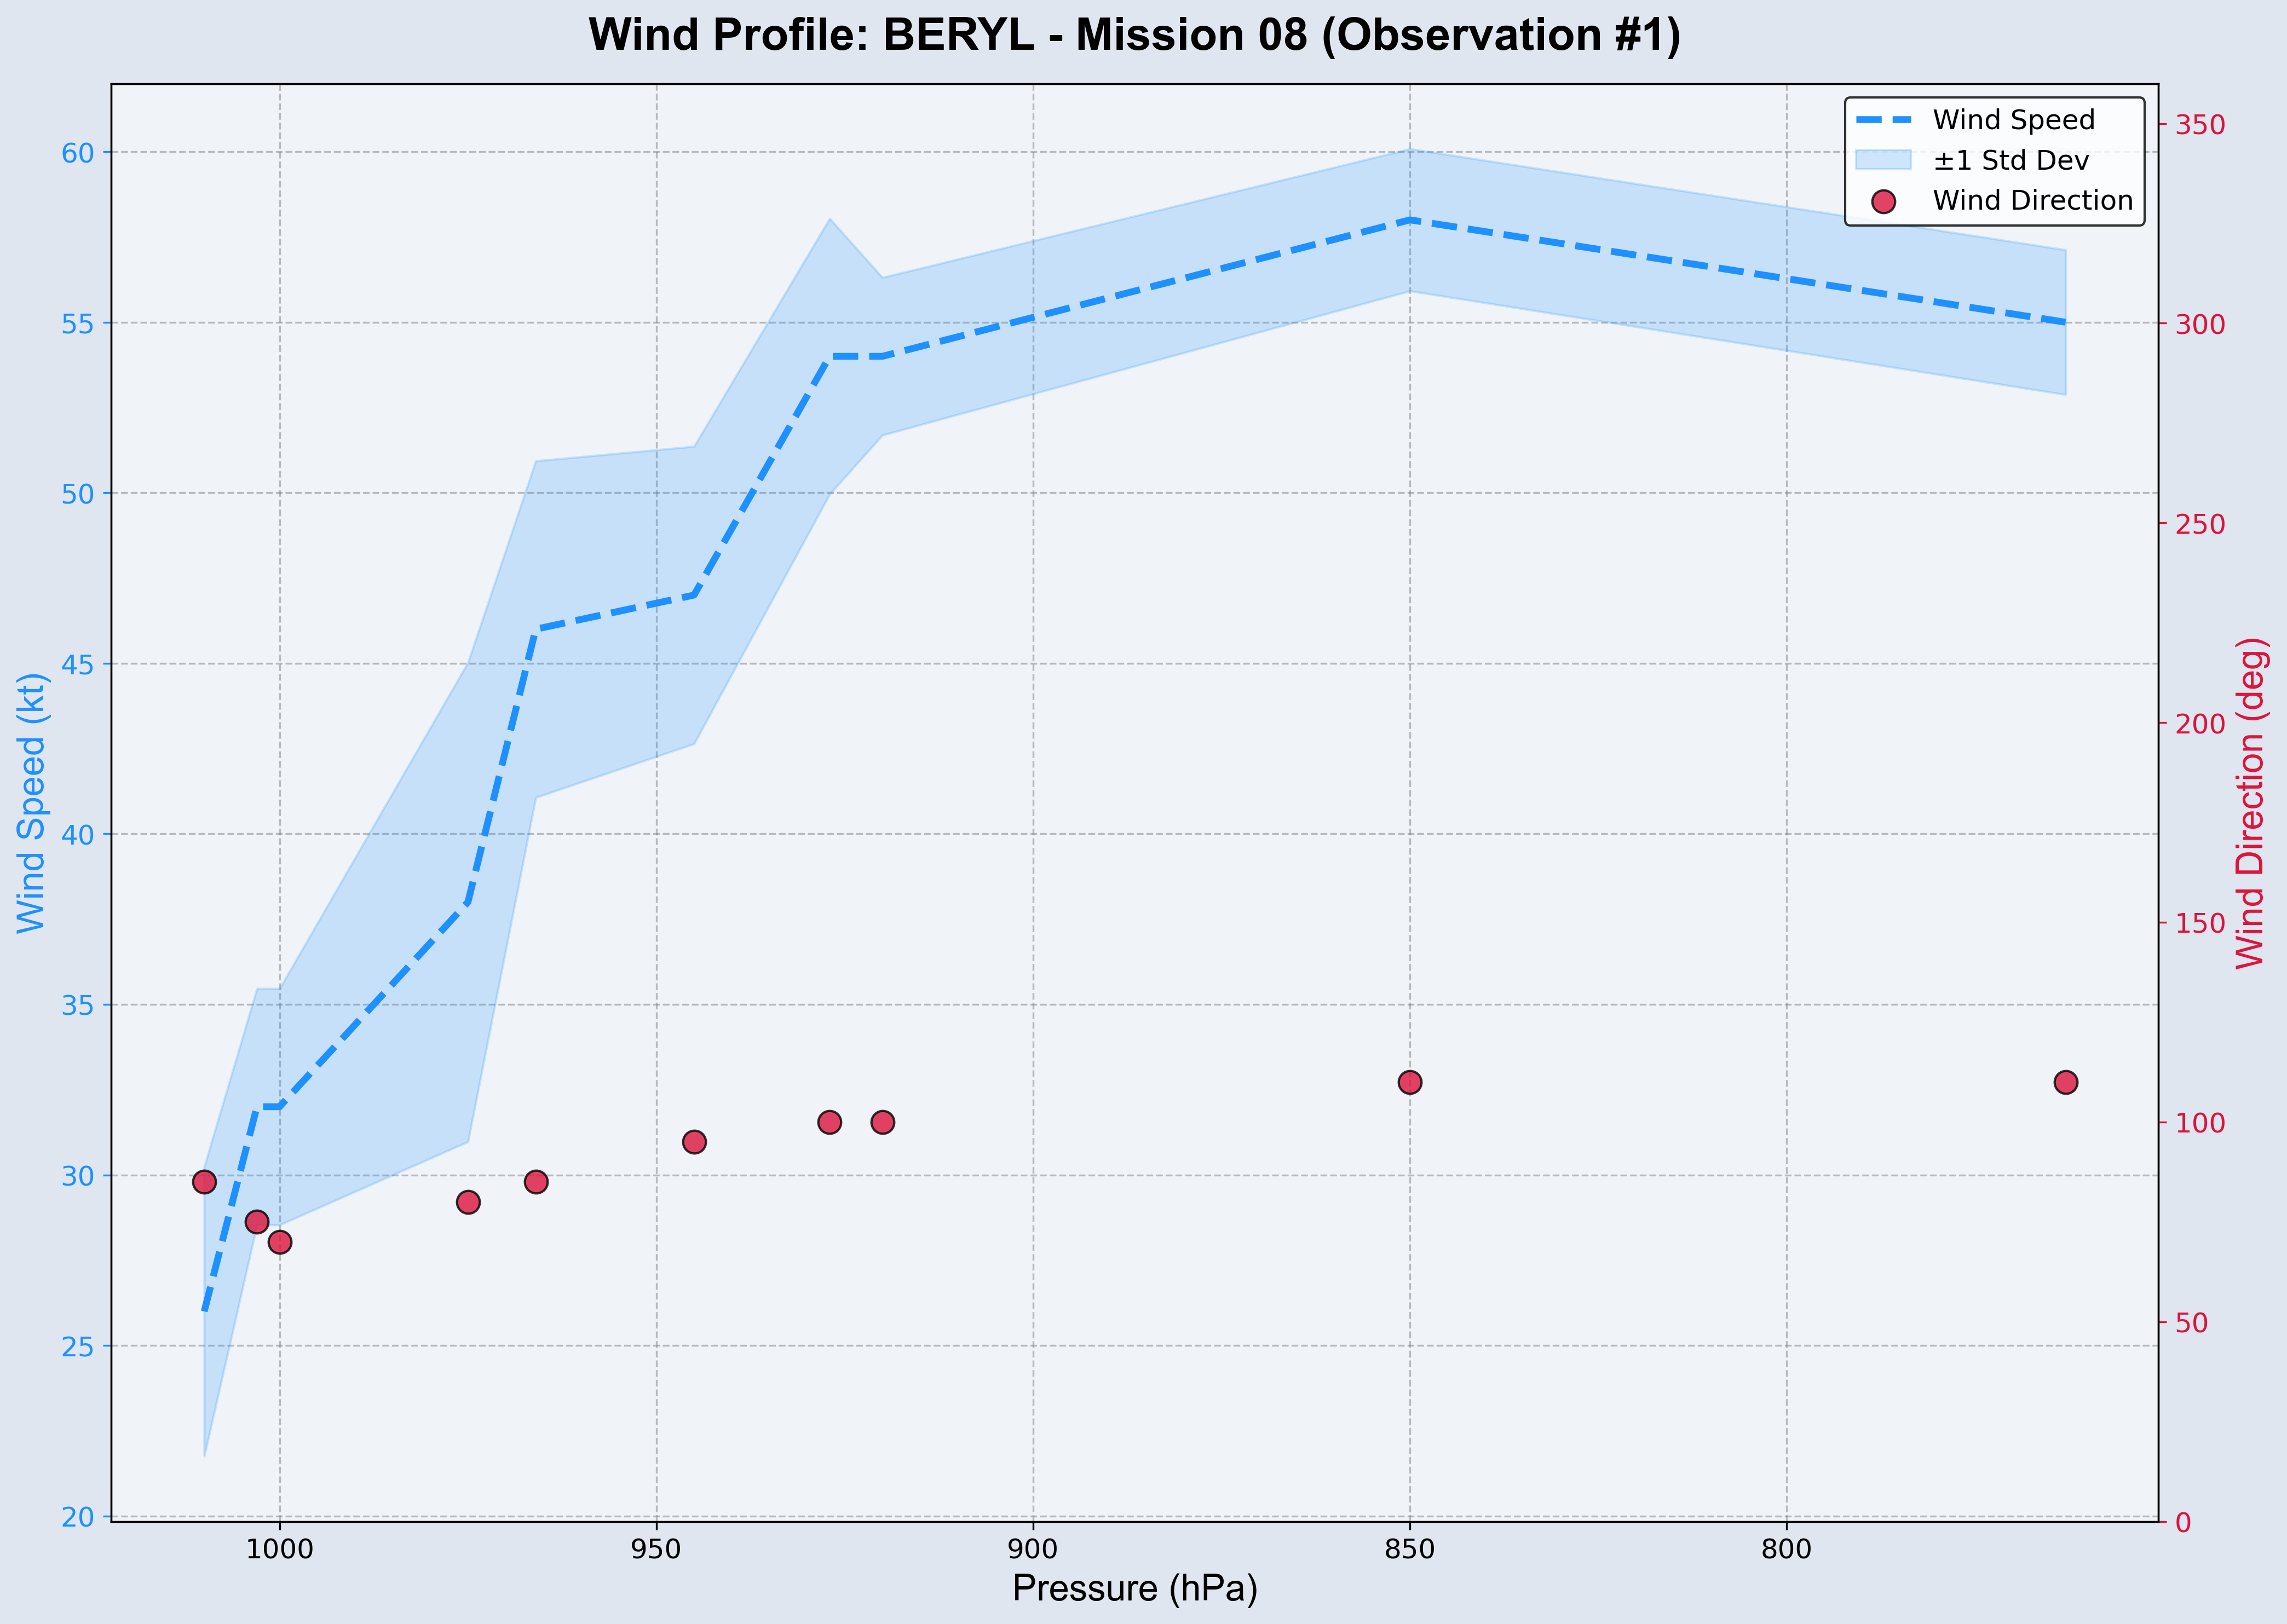 Wind Profile: BERYL - Mission 08 (Observation #1)
Wind Speed
±1 Std Dev
Wind Direction
Wind Speed (kt)
60
55
50
45
40
35
30
25
20
350
300
250
200
150
100
50
0
Wind Direction (deg)
1000 950 900 850 800
Pressure (hPa)